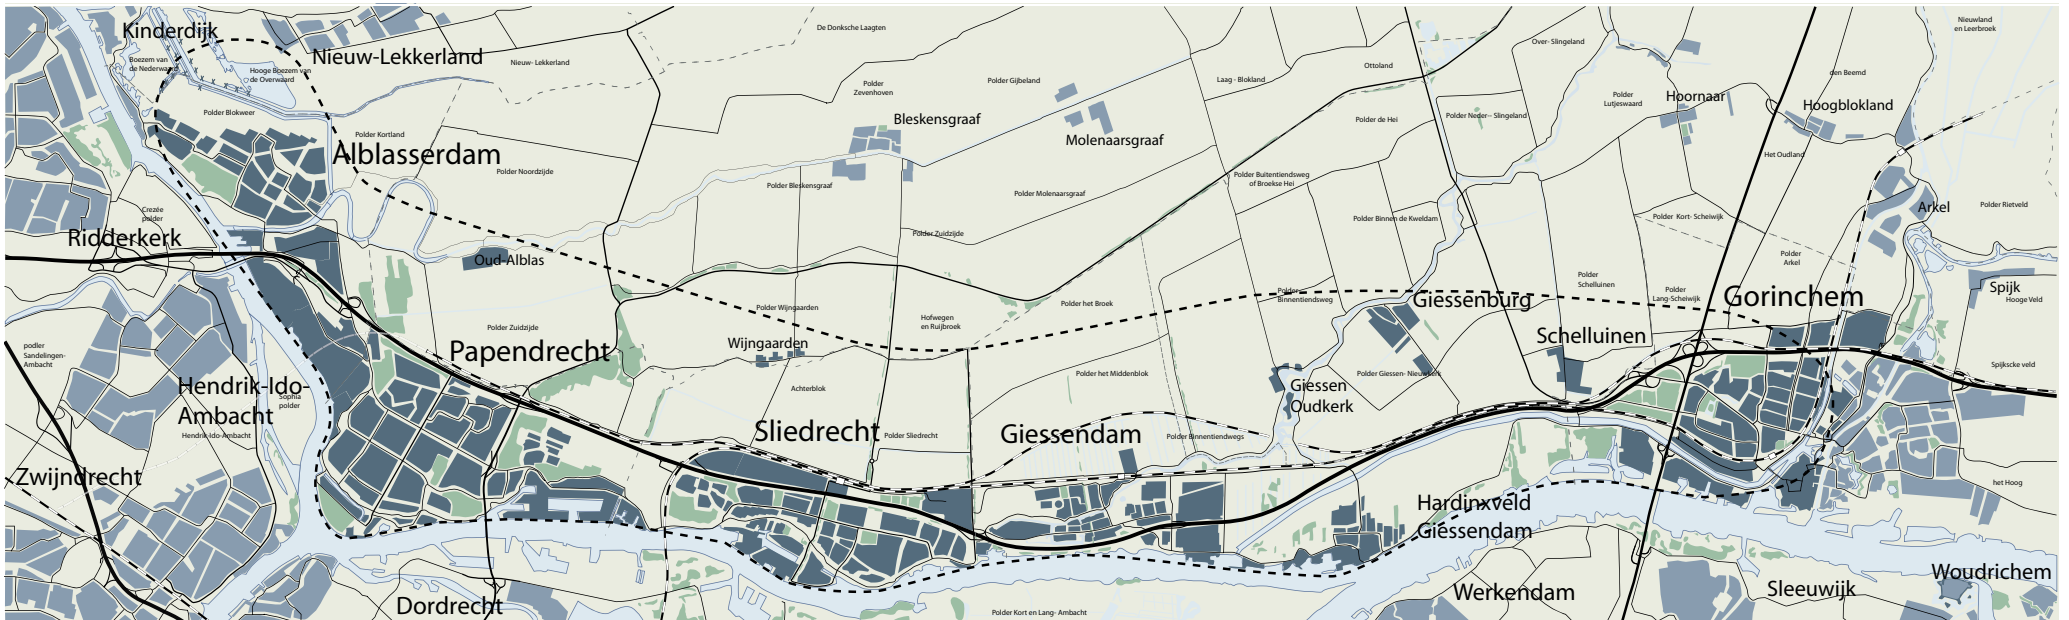 Kinderdijk
Boezem van
de Nederwaard
Hooge Boezem van
de Overwaard
Nieuw-Lekkerland
Nieuw- Lekkerland
De Donksche Laagten
Polder Blokweer
Polder Kortland
Alblasserdam
Polder Noordzijde
Polder
Zevenhoven
Bleskensgraaf
Polder Bleskensgraaf
Polder Gijbeland
Molenaarsgraaf
Polder Molenaarsgraaf
Laag - Blokland
Ottoland
Polder de Hei
Over- Slingeland
Polder Neder-- Slingeland
Polder
Lutjeswaard
Hoornaar
den Beemd
Hoogblokland
Het Oudland
Nieuwland
en Leerbroek
Crezée
polder
Ridderkerk
Oud-Alblas
Polder Zuidzijde
Polder Buitentiendsweg
of Broekse Hei
Polder Binnen de Kweldam
Polder Kort- Scheiwijk
Arkel
Polder Rietveld
Polder
Arkel
Polder
Schelluinen
Polder
Lang-Scheiwijk
Spijk
Hooge Veld
Gorinchem
Giessenburg
Polder
Binnentiendsweg
Polder het Broek
Polder Wijngaarden
Hofwegen
en Ruijbroek
Polder Zuidzijde
Papendrecht
Wijngaarden
Schelluinen
podler
Sandelingen-
Ambacht
Hendrik-Ido-
Ambacht
Sophia
polder
Hendrik-Ido-Ambacht
Achterblok
Polder het Middenblok
Polder Giessen- Nieuwkerk
Giessen
Oudkerk
Spijkscke veld
Sliedrecht
Polder Sliedrecht
Giessendam
Polder Binnentiendwegs
Zwijndrecht
het Hoog
Hardinxveld
Giessendam
Dordrecht
Polder Kort en Lang- Ambacht
Werkendam
Sleeuwijk
Woudrichem